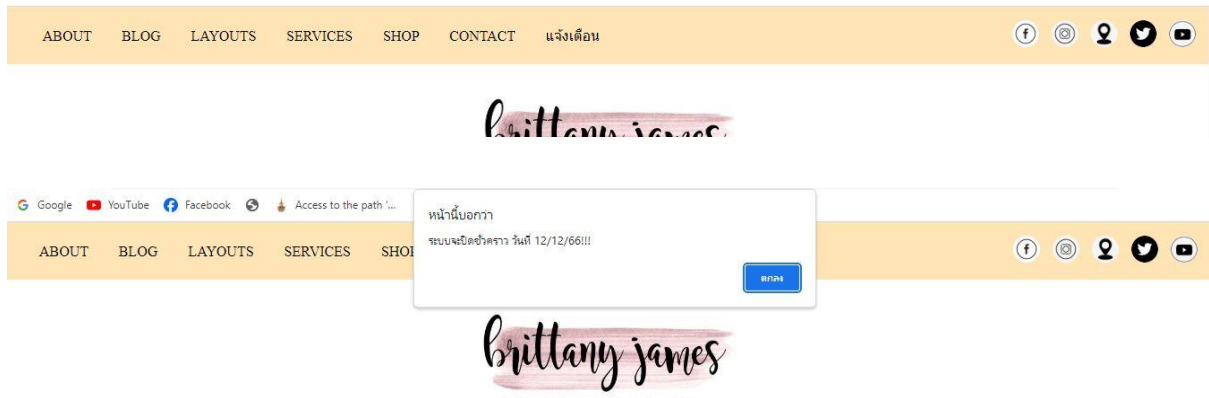 ABOUT BLOG LAYOUTS SERVICES SHOP CONTACT แจ้งเตือน
brittany james
Google YouTube Facebook Access to the path '...
หน้านี้บอกว่า
ระบบจะปิดชั่วคราว วันที่ 12/12/66!!!
ตกลง
ABOUT BLOG LAYOUTS SERVICES SHOP
brittany james